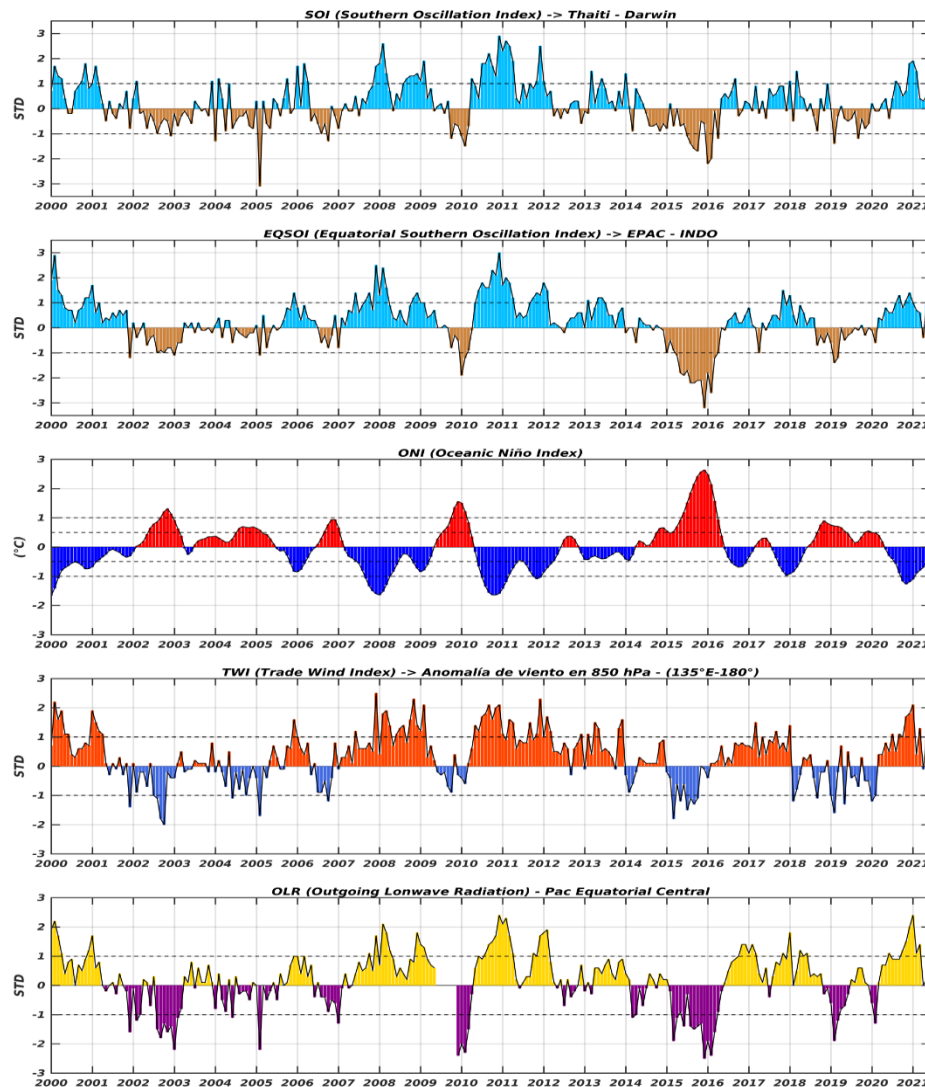 SOI (Southern Oscillation Index) -> Thaiti - Darwin
3
2
1
0
-1
-2
-3
STD
2000 2001 2002 2003 2004 2005 2006 2007 2008 2009 2010 2011 2012 2013 2014 2015 2016 2017 2018 2019 2020 2021
EQSOI (Equatorial Southern Oscillation Index) -> EPAC - INDO
3
2
1
0
-1
-2
-3
STD
2000 2001 2002 2003 2004 2005 2006 2007 2008 2009 2010 2011 2012 2013 2014 2015 2016 2017 2018 2019 2020 2021
ONI (Oceanic Niño Index)
3
2
1
0
-1
-2
-3
(°C)
2000 2001 2002 2003 2004 2005 2006 2007 2008 2009 2010 2011 2012 2013 2014 2015 2016 2017 2018 2019 2020 2021
TWI (Trade Wind Index) -> Anomalía de viento en 850 hPa - (135°E-180°)
3
2
1
0
-1
-2
-3
STD
2000 2001 2002 2003 2004 2005 2006 2007 2008 2009 2010 2011 2012 2013 2014 2015 2016 2017 2018 2019 2020 2021
OLR (Outgoing Lonwave Radiation) - Pac Equatorial Central
3
2
1
0
-1
-2
-3
STD
2000 2001 2002 2003 2004 2005 2006 2007 2008 2009 2010 2011 2012 2013 2014 2015 2016 2017 2018 2019 2020 2021